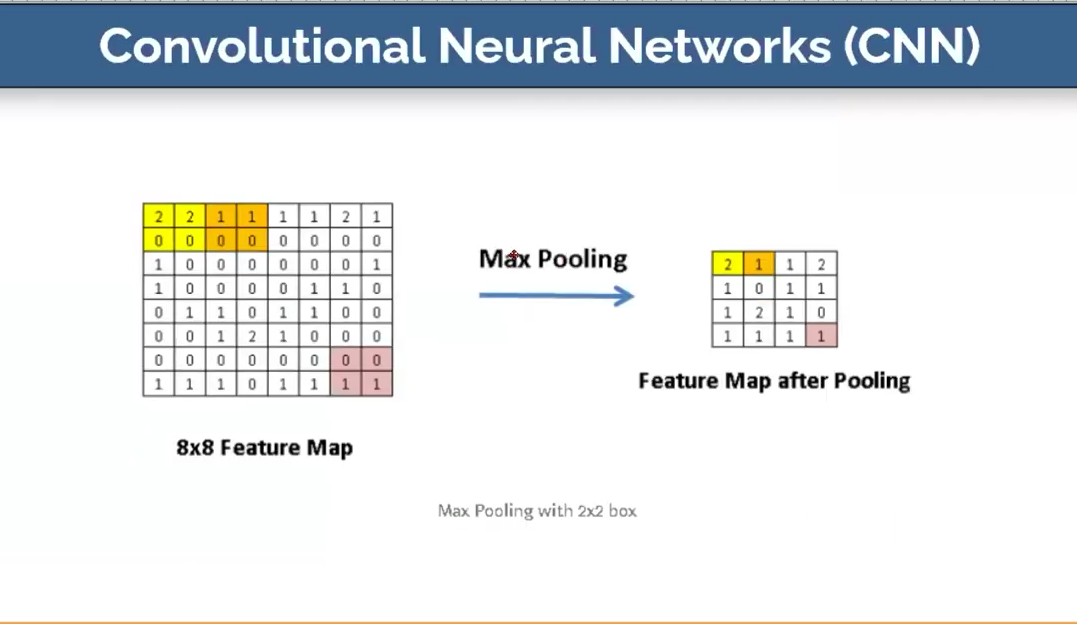 Convolutional Neural Networks (CNN)
2 2 1 1 1 1 2 1
0 0 0 0 0 0 0 0
1 0 0 0 0 0 0 1
1 0 0 0 0 1 1 0
0 1 1 0 1 1 0 0
0 0 1 2 1 0 0 0
0 0 0 0 0 0 0 0
1 1 1 0 1 1 1 1
8x8 Feature Map
Max Pooling
2 1 1 2
1 0 1 1
1 2 1 0
1 1 1 1
Feature Map after Pooling
Max Pooling with 2x2 box